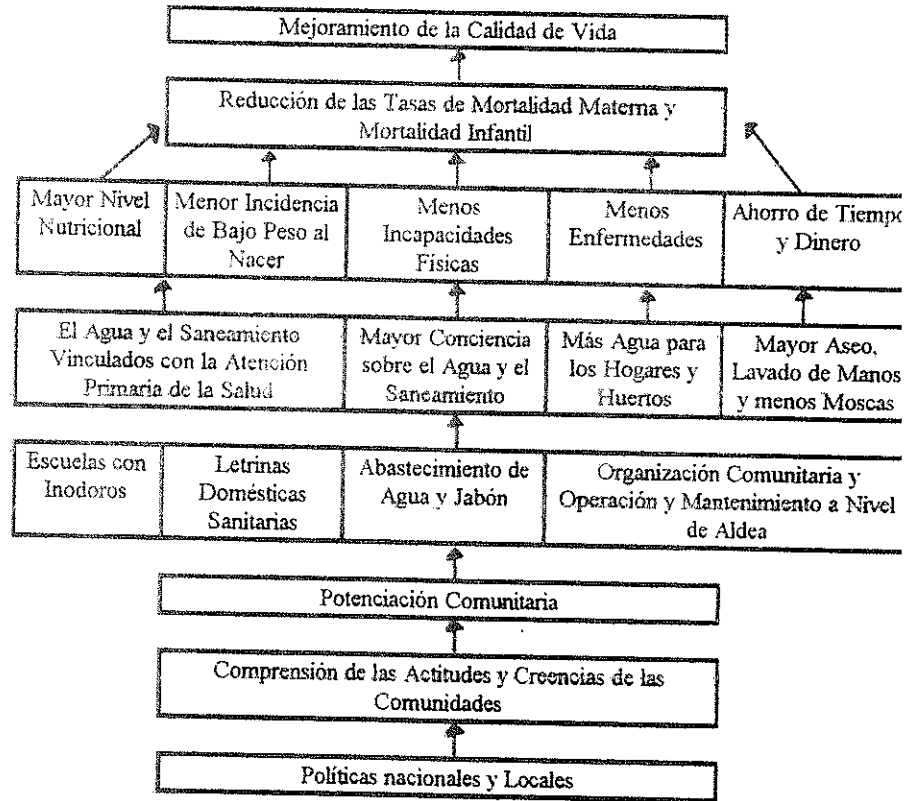 Mejoramiento de la Calidad de Vida
Reducción de las Tasas de Mortalidad Materna y
Mortalidad Infantil
Mayor Nivel
Nutricional
Menor Incidencia
de Bajo Peso al
Nacer
Menos
Incapacidades
Físicas
Menos
Enfermedades
Ahorro de Tiempo
y Dinero
El Agua y el Saneamiento
Vinculados con la Atención
Primaria de la Salud
Mayor Conciencia
sobre el Agua y el
Saneamiento
Más Agua para
los Hogares y
Huertos
Mayor Aseo,
Lavado de Manos
y menos Moscas
Escuelas con
Inodoros
Letrinas
Domésticas
Sanitarias
Abastecimiento de
Agua y Jabón
Organización Comunitaria y
Operación y Mantenimiento a Nivel
de Aldea
Potenciación Comunitaria
Comprensión de las Actitudes y Creencias de las
Comunidades
Políticas nacionales y Locales